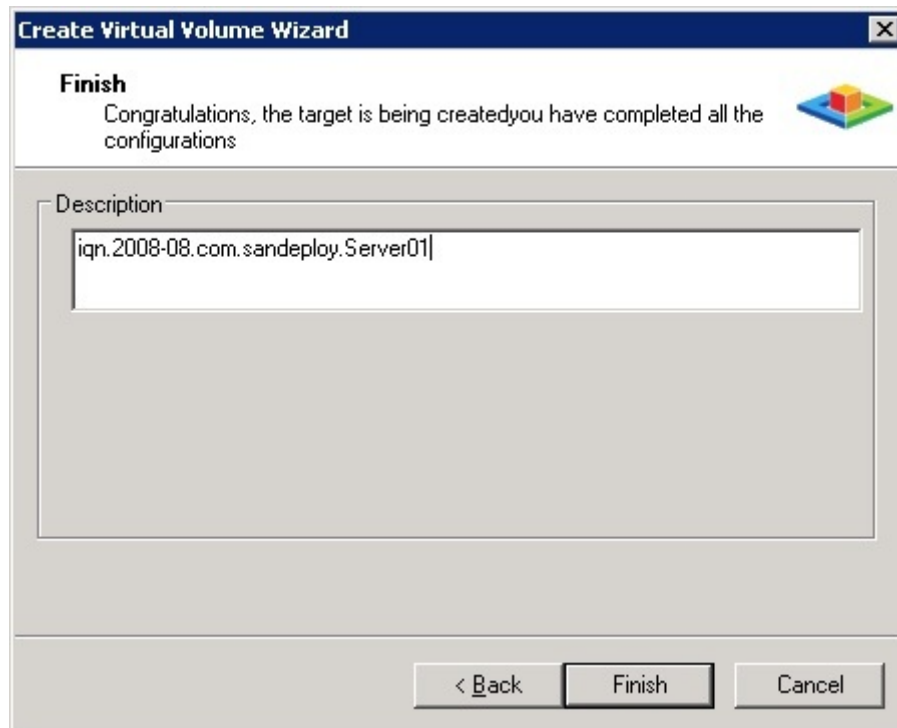 Create Virtual Volume Wizard
Finish
Congratulations, the target is being createdyou have completed all the
configurations
Description
iqn.2008-08.com.sandeploy.Server01
< Back
Finish
Cancel